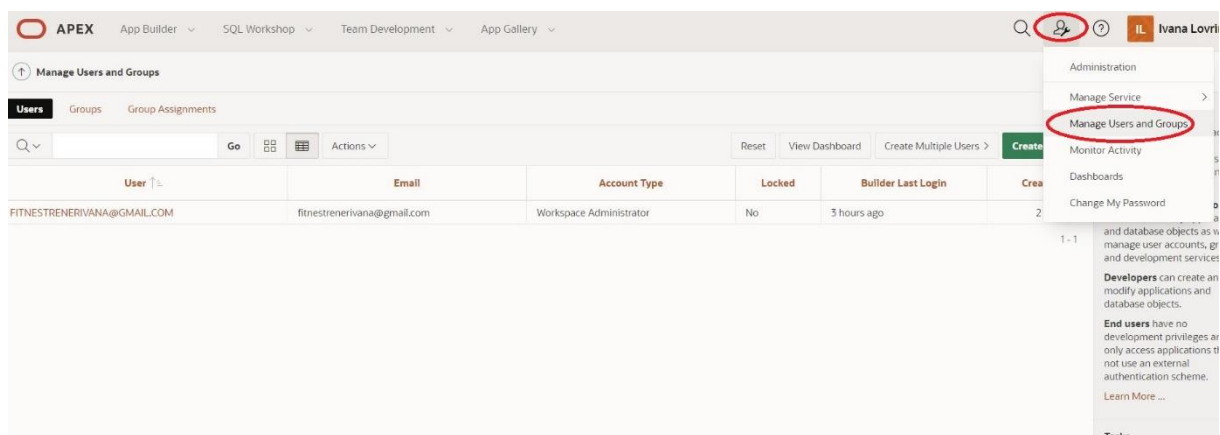 APEX App Builder SQL Workshop Team Development App Gallery IL Ivana Lovri
Manage Users and Groups
Users Groups Group Assignments
Go Actions Reset View Dashboard Create Multiple Users > Create
User Email Account Type Locked Builder Last Login Crea
FITNESTRENERIVANA@GMAIL.COM fitnestrenerivana@gmail.com Workspace Administrator No 3 hours ago 2
1 - 1
Administration
Manage Service >
Manage Users and Groups
Monitor Activity
Dashboards
Change My Password
and database objects as w
manage user accounts, gr
and development services
Developers can create an
modify applications and
database objects.
End users have no
development privileges an
only access applications th
not use an external
authentication scheme.
Learn More ...